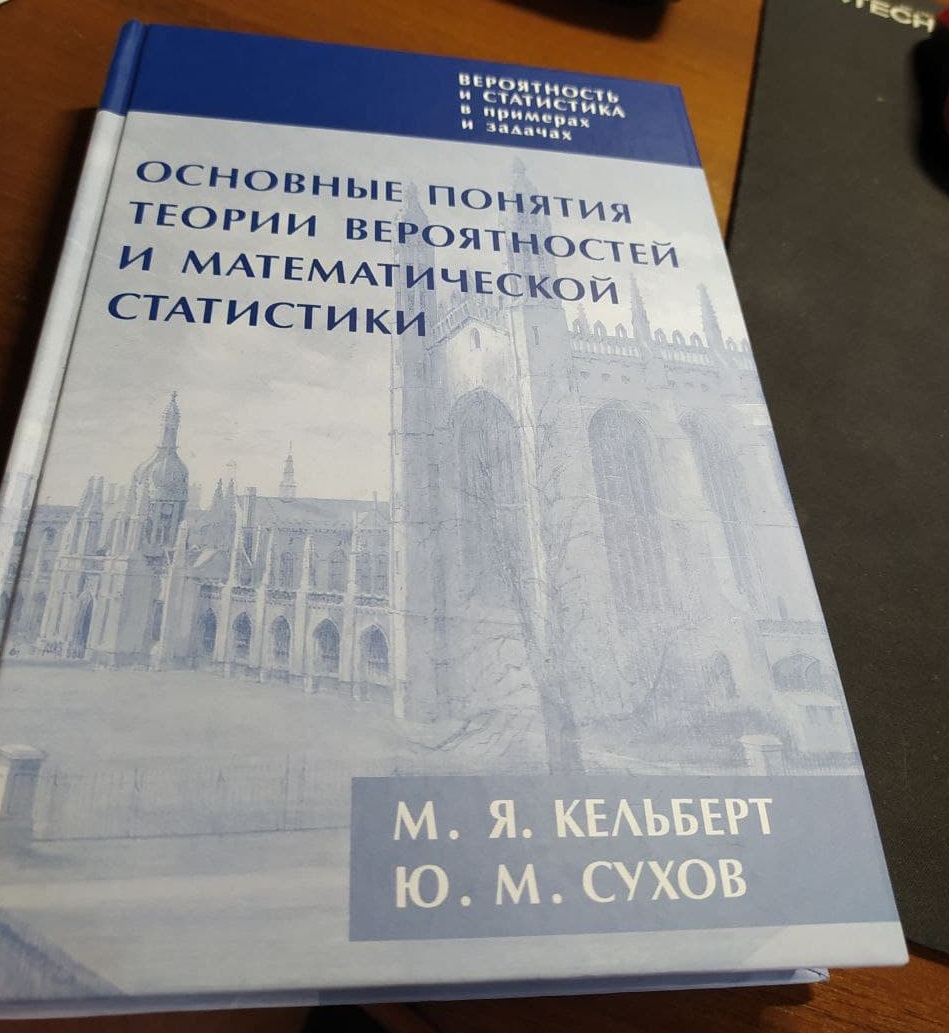 ВЕРОЯТНОСТЬ
и СТАТИСТИКА
в примерах
и задачах
ОСНОВНЫЕ ПОНЯТИЯ
ТЕОРИИ ВЕРОЯТНОСТЕЙ
И МАТЕМАТИЧЕСКОЙ
СТАТИСТИКИ
М. Я. КЕЛЬБЕРТ
Ю. М. СУХОВ